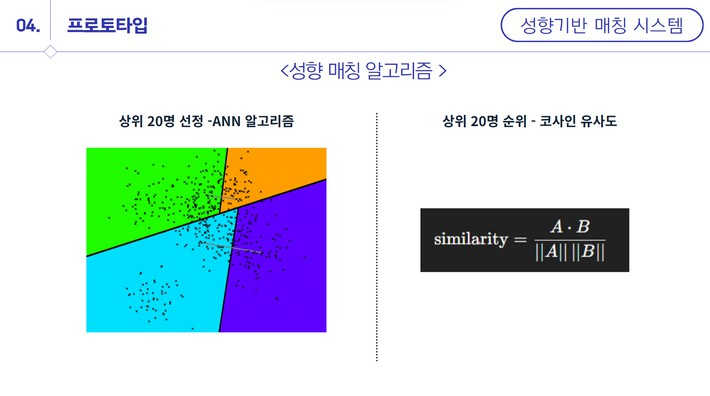 04. 프로토타입
성향기반 매칭 시스템
<성향 매칭 알고리즘 >
상위 20명 선정 -ANN 알고리즘
상위 20명 순위 - 코사인 유사도
similarity = A · B / ||A|| ||B||